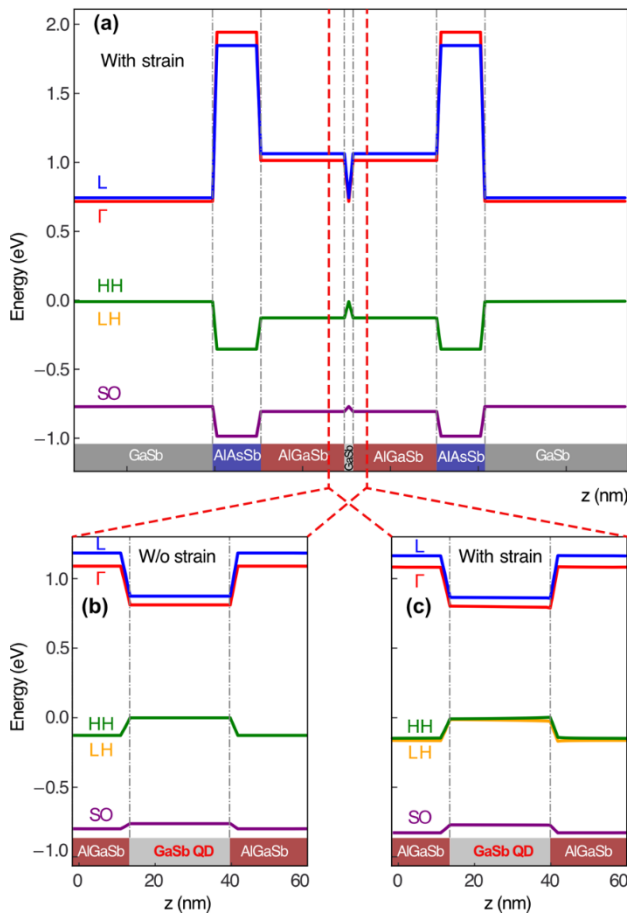 (a)
With strain
2.0
1.5
1.0
0.5
0.0
−0.5
−1.0
Energy (eV)
L
Γ
HH
LH
SO
GaSb
AlAsSb
AlGaSb
GaSb
AlGaSb
AlAsSb
GaSb
z (nm)
L
W/o strain
Γ
(b)
1.0
0.5
0.0
−0.5
−1.0
Energy (eV)
HH
LH
SO
AlGaSb
GaSb QD
AlGaSb
0
20
40
60
z (nm)
L
With strain
Γ
(c)
HH
LH
SO
AlGaSb
GaSb QD
AlGaSb
0
20
40
60
z (nm)